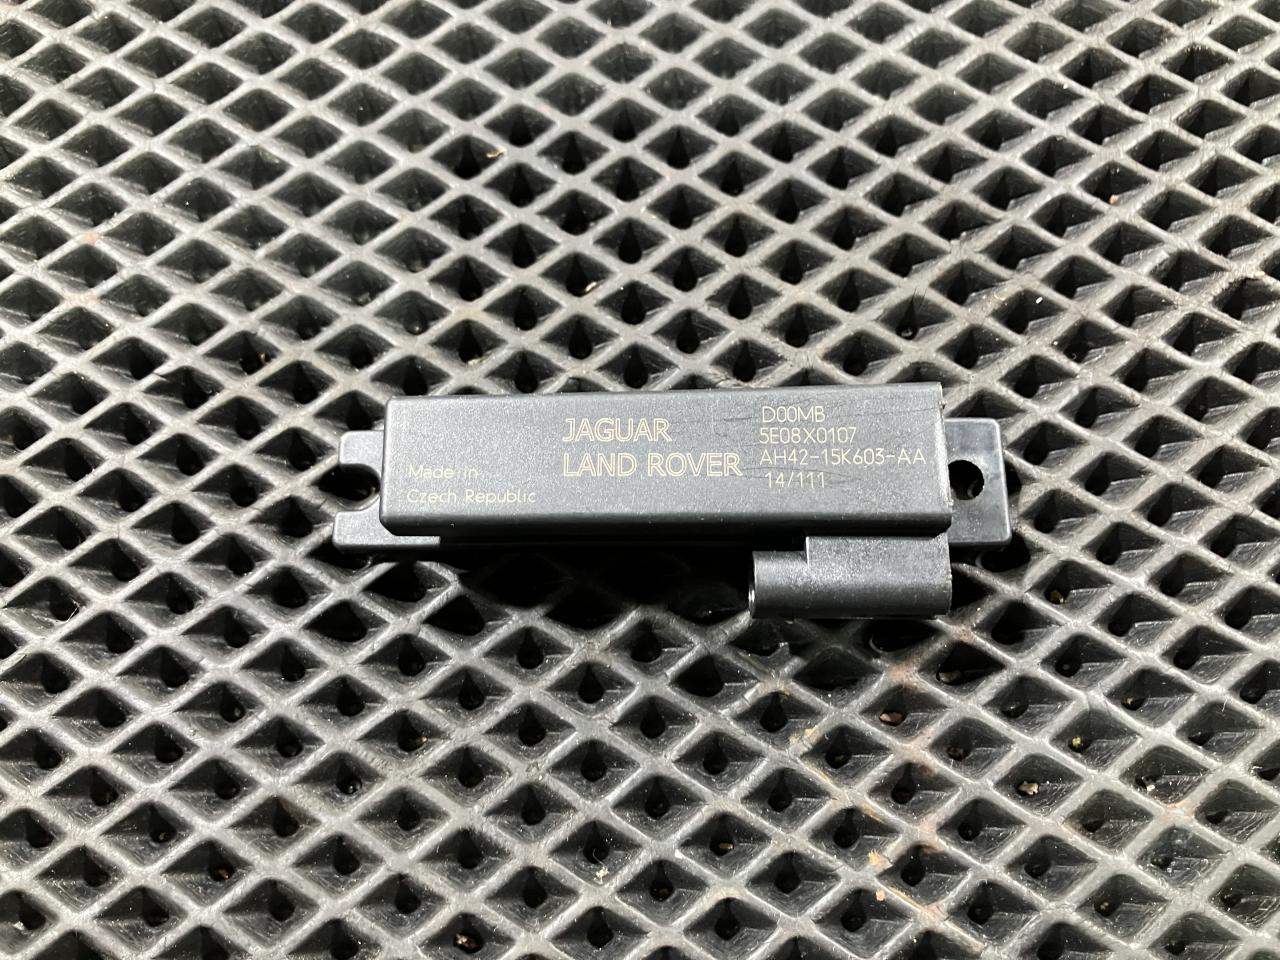 Made in
Czech Republic
JAGUAR
LAND ROVER
D00MB
5E08X0107
AH42-15K603-AA
14/111